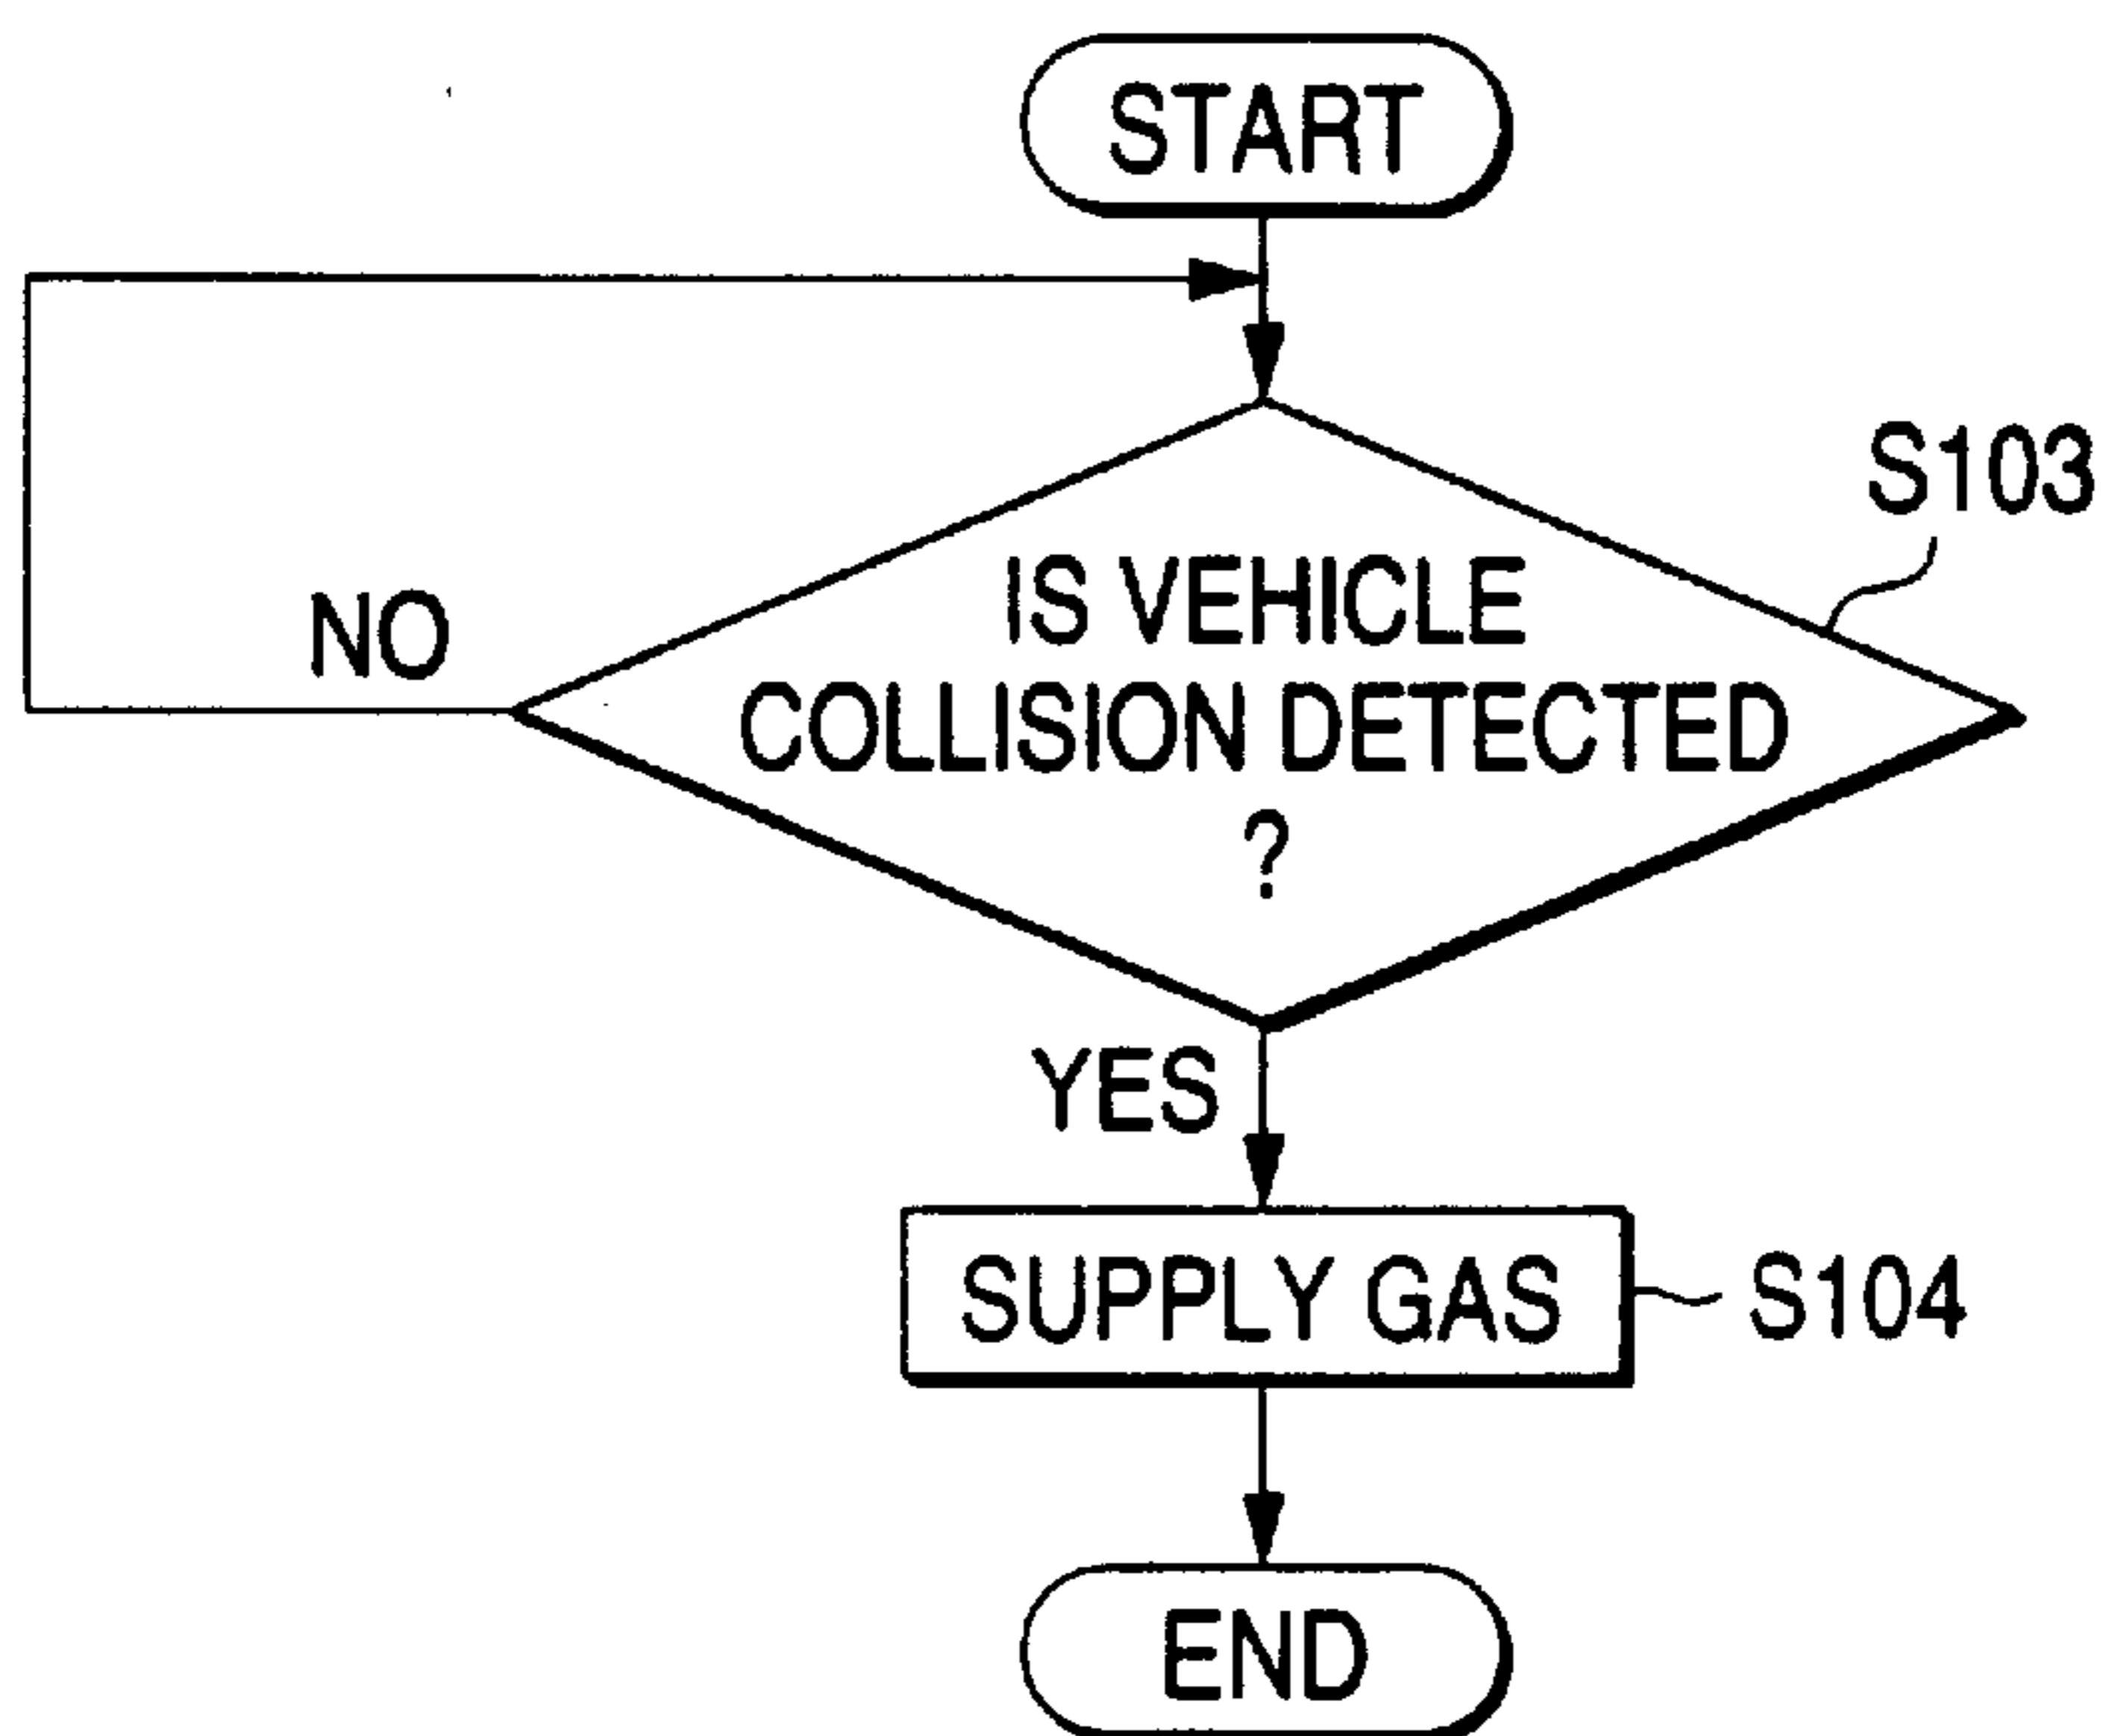 START
S103
NO
IS VEHICLE
COLLISION DETECTED
?
YES
SUPPLY GAS
S104
END